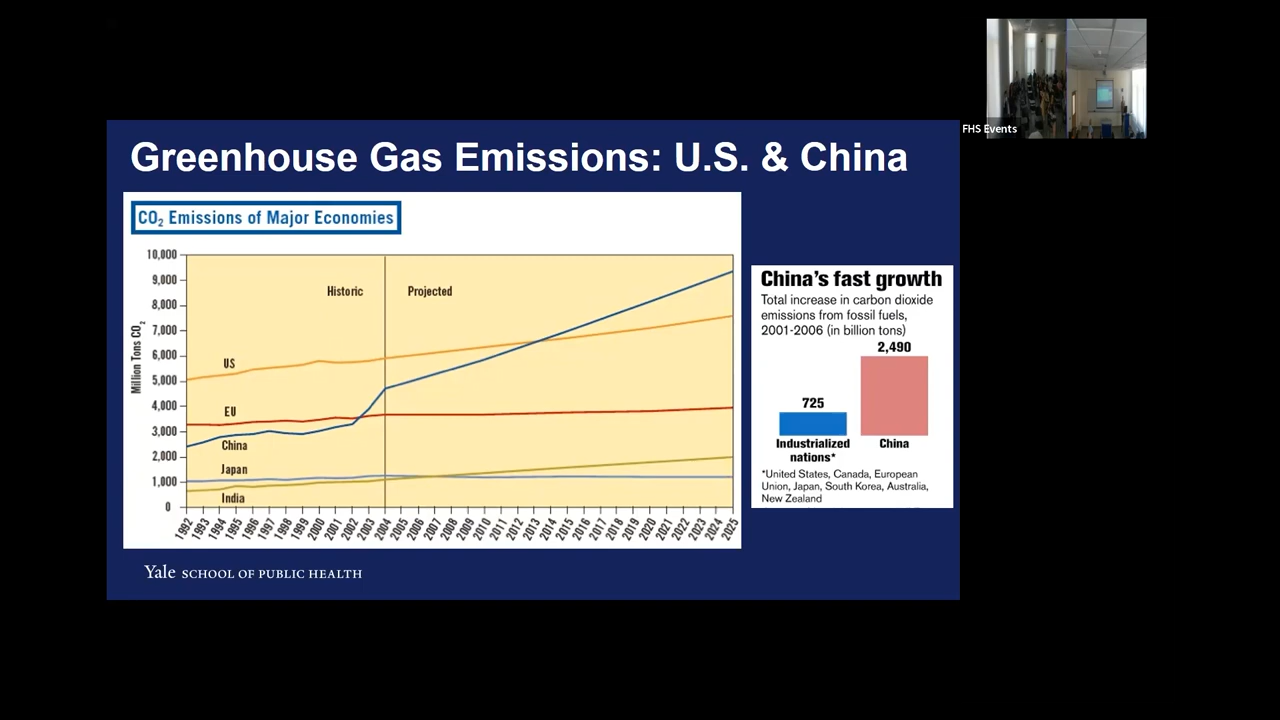 FHS Events
Greenhouse Gas Emissions: U.S. & China
CO₂ Emissions of Major Economies
10,000
9,000
8,000
7,000
6,000
5,000
4,000
3,000
2,000
1,000
0
Million Tons CO₂
Historic
Projected
US
EU
China
Japan
India
1992 1993 1994 1995 1996 1997 1998 1999 2000 2001 2002 2003 2004 2005 2006 2007 2008 2009 2010 2011 2012 2013 2014 2015 2016 2017 2018 2019 2020 2021 2022 2023 2024 2025
China's fast growth
Total increase in carbon dioxide
emissions from fossil fuels,
2001-2006 (in billion tons)
2,490
725
Industrialized
nations*
China
*United States, Canada, European
Union, Japan, South Korea, Australia,
New Zealand
Yale SCHOOL OF PUBLIC HEALTH